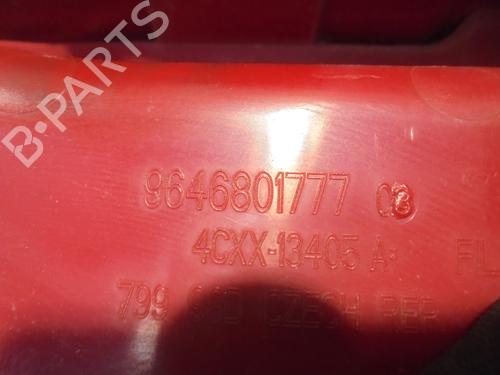 B-PARTS
9646801777 03
4CXX-13405 A
FL
799 CZECH REP